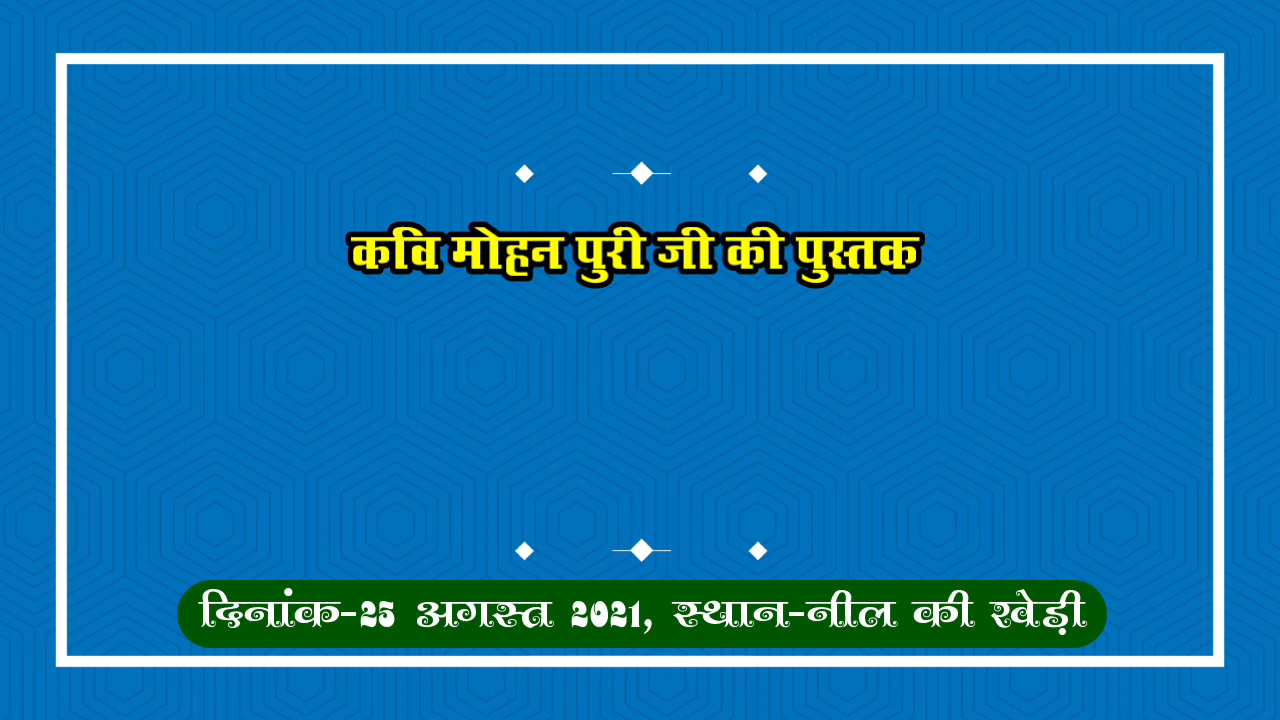 कवि मोहन पुरी जी की पुस्तक
दिनांक-25 अगस्त 2021, स्थान-नील की खेड़ी